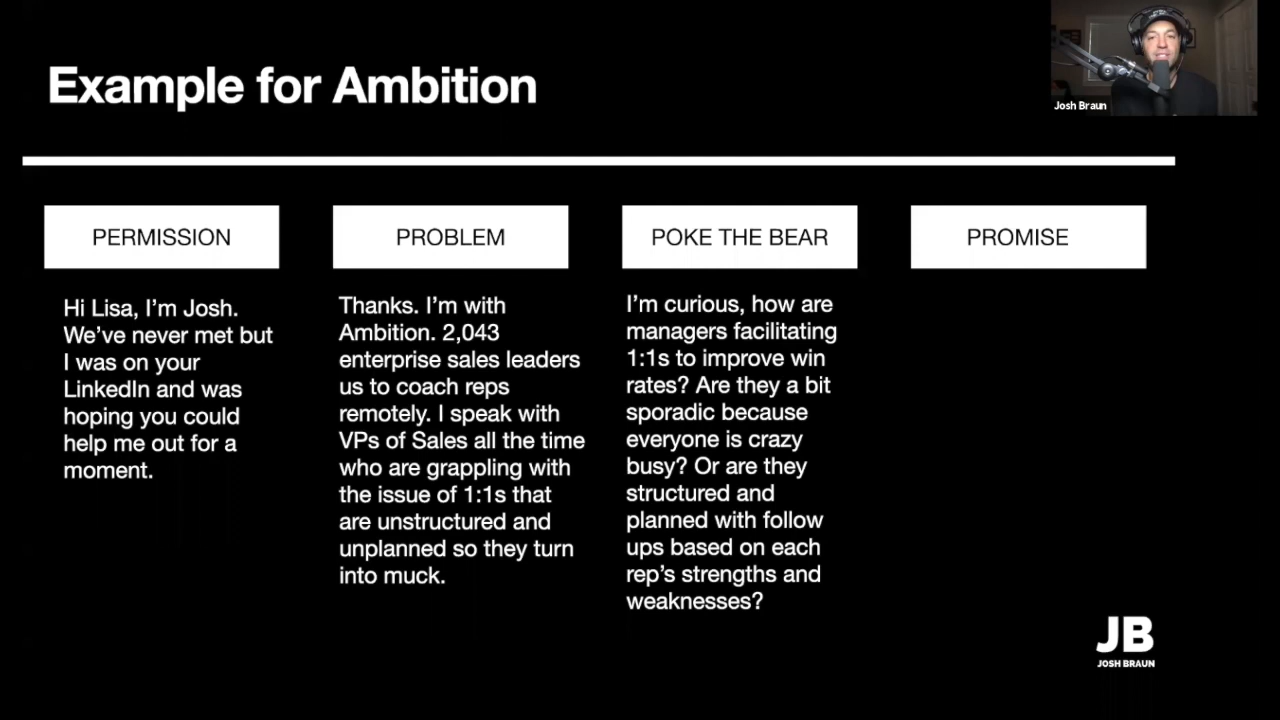 Example for Ambition
Josh Braun
PERMISSION
Hi Lisa, I'm Josh.
We've never met but
I was on your
LinkedIn and was
hoping you could
help me out for a
moment.
PROBLEM
Thanks. I'm with
Ambition. 2,043
enterprise sales leaders
us to coach reps
remotely. I speak with
VPs of Sales all the time
who are grappling with
the issue of 1:1s that
are unstructured and
unplanned so they turn
into muck.
POKE THE BEAR
I'm curious, how are
managers facilitating
1:1s to improve win
rates? Are they a bit
sporadic because
everyone is crazy
busy? Or are they
structured and
planned with follow
ups based on each
rep's strengths and
weaknesses?
PROMISE
JB
JOSH BRAUN